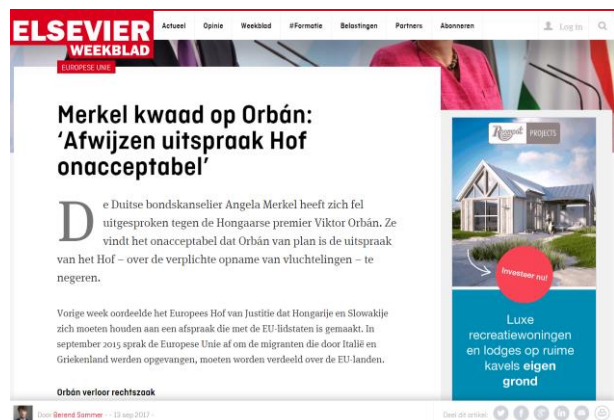 ELSEVIER
WEEKBLAD
Actueel Opinie Weekblad #Formatie Belastingen Partners Abonneren
Log in
EUROPESE UNIE
Merkel kwaad op Orbán:
‘Afwijzen uitspraak Hof
onacceptabel’
De Duitse bondskanselier Angela Merkel heeft zich fel
uitgesproken tegen de Hongaarse premier Viktor Orbán. Ze
vindt het onacceptabel dat Orbán van plan is de uitspraak
van het Hof – over de verplichte opname van vluchtelingen – te
negeren.
Vorige week oordeelde het Europees Hof van Justitie dat Hongarije en Slowakije
zich moeten houden aan een afspraak die met de EU-lidstaten is gemaakt. In
september 2015 sprak de Europese Unie af om de migranten die door Italië en
Griekenland werden opgevangen, moeten worden verdeeld over de EU-landen.
Orbán verloor rechtszaak
Door Berend Sommer - - 13 sep 2017 -
Deel dit artikel:
PROJECTS
Investeer nu!
Luxe
recreatiewoningen
en lodges op ruime
kavels eigen
grond